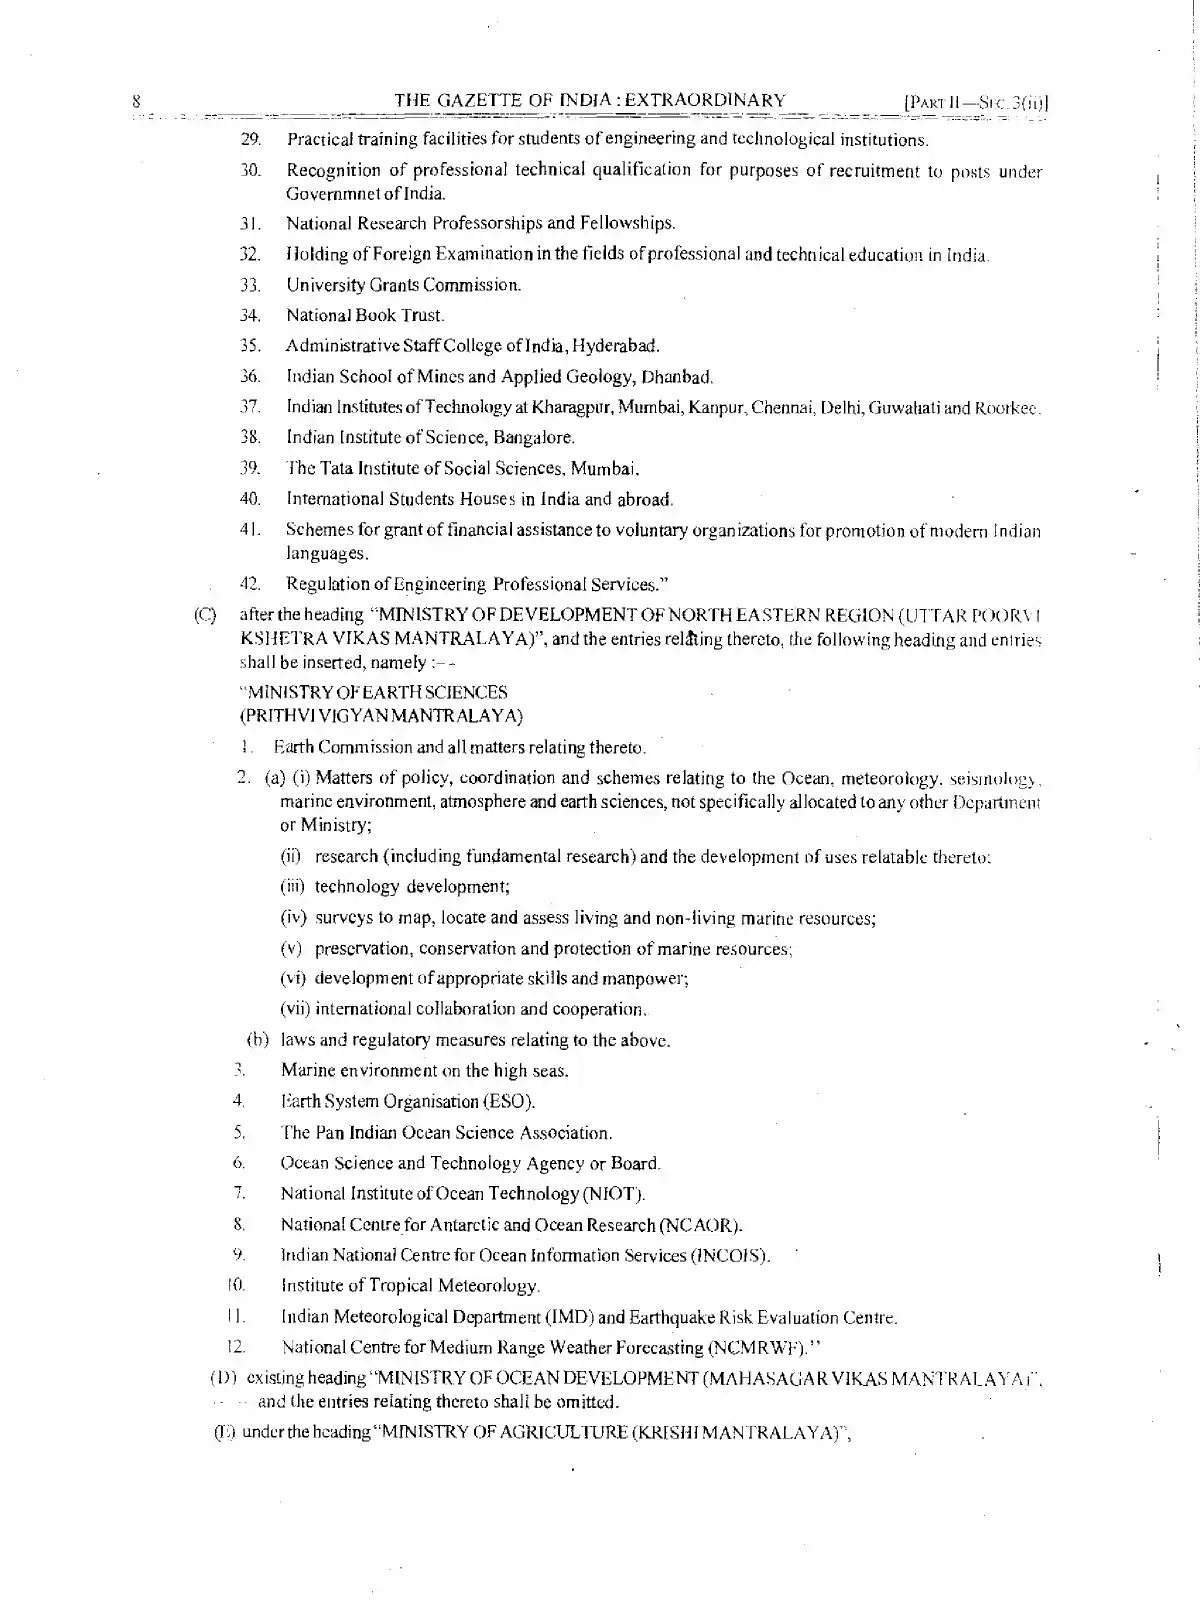 8 THE GAZETTE OF INDIA : EXTRAORDINARY [PART II—SEC. 3(ii)]
29. Practical training facilities for students of engineering and technological institutions.
30. Recognition of professional technical qualification for purposes of recruitment to posts under
Governmnet of India.
31. National Research Professorships and Fellowships.
32. Holding of Foreign Examination in the fields of professional and technical education in India.
33. University Grants Commission.
34. National Book Trust.
35. Administrative Staff College of India, Hyderabad.
36. Indian School of Mines and Applied Geology, Dhanbad.
37. Indian Institutes of Technology at Kharagpur, Mumbai, Kanpur, Chennai, Delhi, Guwahati and Roorkee.
38. Indian Institute of Science, Bangalore.
39. The Tata Institute of Social Sciences, Mumbai.
40. International Students Houses in India and abroad.
41. Schemes for grant of financial assistance to voluntary organizations for promotion of modern Indian
languages.
42. Regulation of Engineering Professional Services.”
(C) after the heading “MINISTRY OF DEVELOPMENT OF NORTH EASTERN REGION (UTTAR POORVI
KSHETRA VIKAS MANTRALAYA)”, and the entries relating thereto, the following heading and entries
shall be inserted, namely :--
“MINISTRY OF EARTH SCIENCES
(PRITHVI VIGYAN MANTRALAYA)
1. Earth Commission and all matters relating thereto.
2. (a) (i) Matters of policy, coordination and schemes relating to the Ocean, meteorology, seismology,
marine environment, atmosphere and earth sciences, not specifically allocated to any other Department
or Ministry;
(ii) research (including fundamental research) and the development of uses relatable thereto;
(iii) technology development;
(iv) surveys to map, locate and assess living and non-living marine resources;
(v) preservation, conservation and protection of marine resources;
(vi) development of appropriate skills and manpower;
(vii) international collaboration and cooperation.
(b) laws and regulatory measures relating to the above.
3. Marine environment on the high seas.
4. Earth System Organisation (ESO).
5. The Pan Indian Ocean Science Association.
6. Ocean Science and Technology Agency or Board.
7. National Institute of Ocean Technology (NIOT).
8. National Centre for Antarctic and Ocean Research (NCAOR).
9. Indian National Centre for Ocean Information Services (INCOIS).
10. Institute of Tropical Meteorology.
11. Indian Meteorological Department (IMD) and Earthquake Risk Evaluation Centre.
12. National Centre for Medium Range Weather Forecasting (NCMRWF).”
(D) existing heading “MINISTRY OF OCEAN DEVELOPMENT (MAHASAGAR VIKAS MANTRALAYA)”,
and the entries relating thereto shall be omitted.
(E) under the heading “MINISTRY OF AGRICULTURE (KRISHI MANTRALAYA)”,